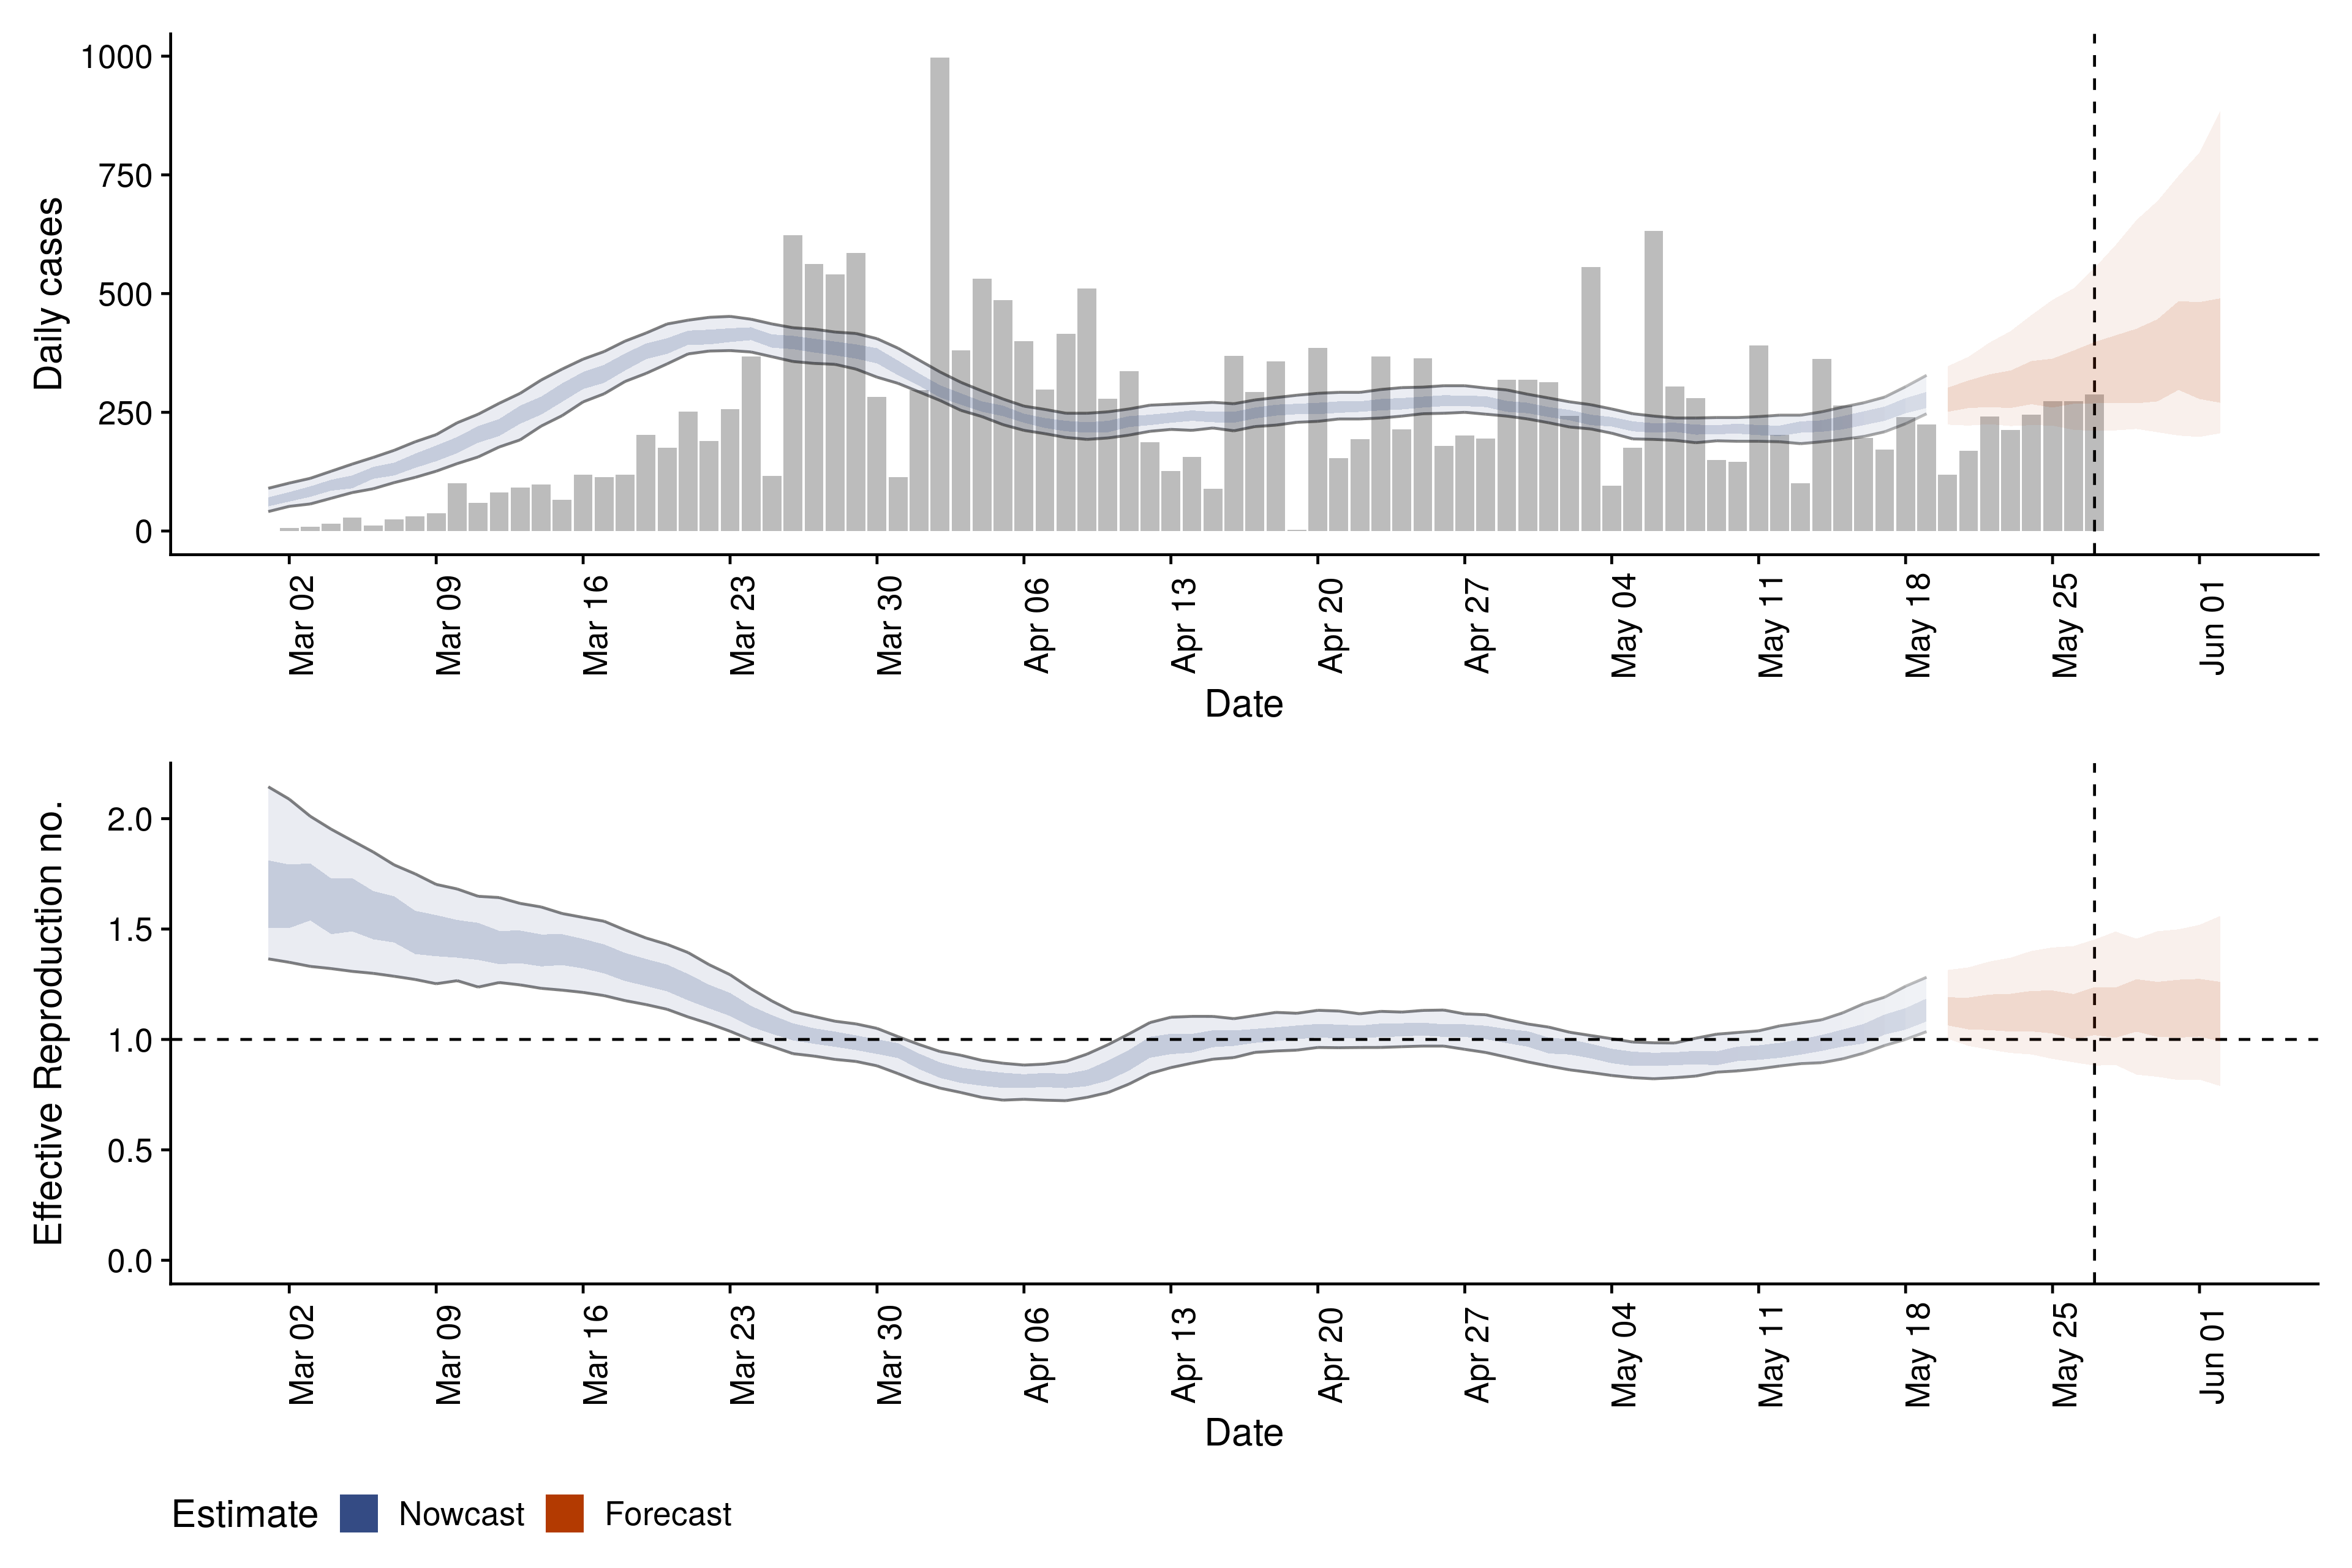 Daily cases
1000
750
500
250
0
Mar 02
Mar 09
Mar 16
Mar 23
Mar 30
Apr 06
Apr 13
Apr 20
Apr 27
May 04
May 11
May 18
May 25
Jun 01
Date
Effective Reproduction no.
2.0
1.5
1.0
0.5
0.0
Mar 02
Mar 09
Mar 16
Mar 23
Mar 30
Apr 06
Apr 13
Apr 20
Apr 27
May 04
May 11
May 18
May 25
Jun 01
Date
Estimate Nowcast Forecast